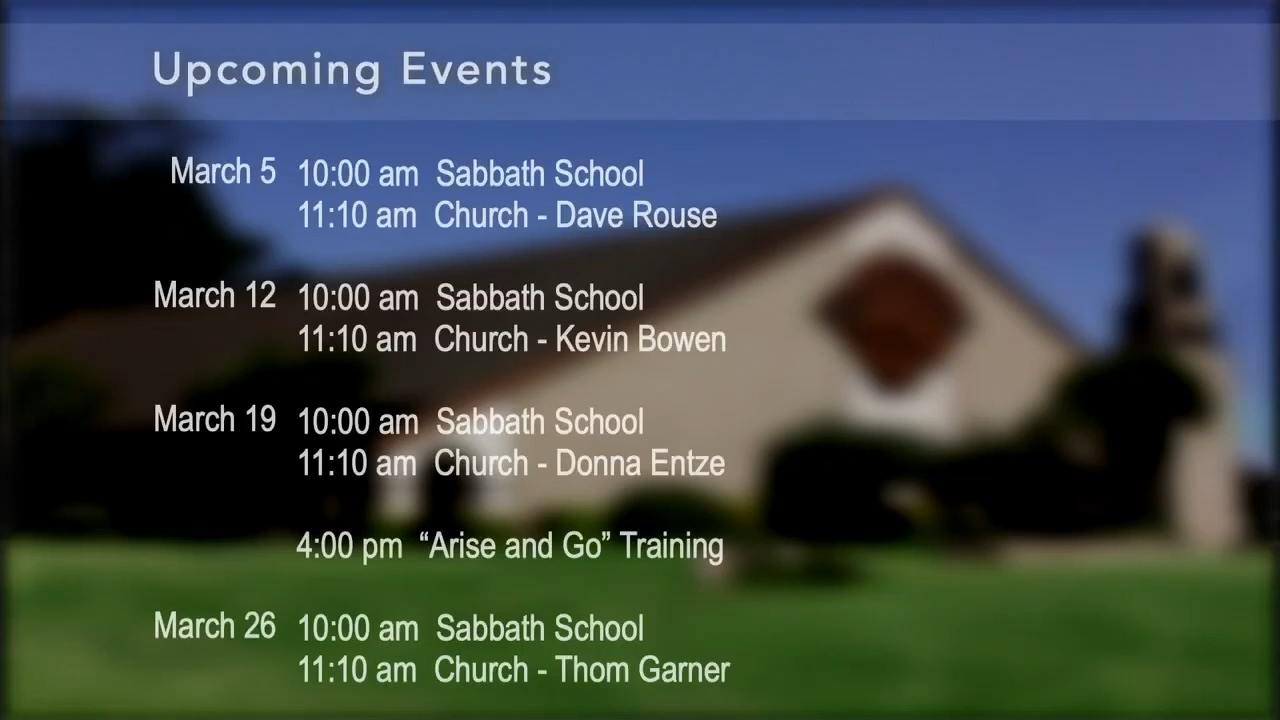 Upcoming Events
March 5 10:00 am Sabbath School
11:10 am Church - Dave Rouse
March 12 10:00 am Sabbath School
11:10 am Church - Kevin Bowen
March 19 10:00 am Sabbath School
11:10 am Church - Donna Entze
4:00 pm “Arise and Go” Training
March 26 10:00 am Sabbath School
11:10 am Church - Thom Garner